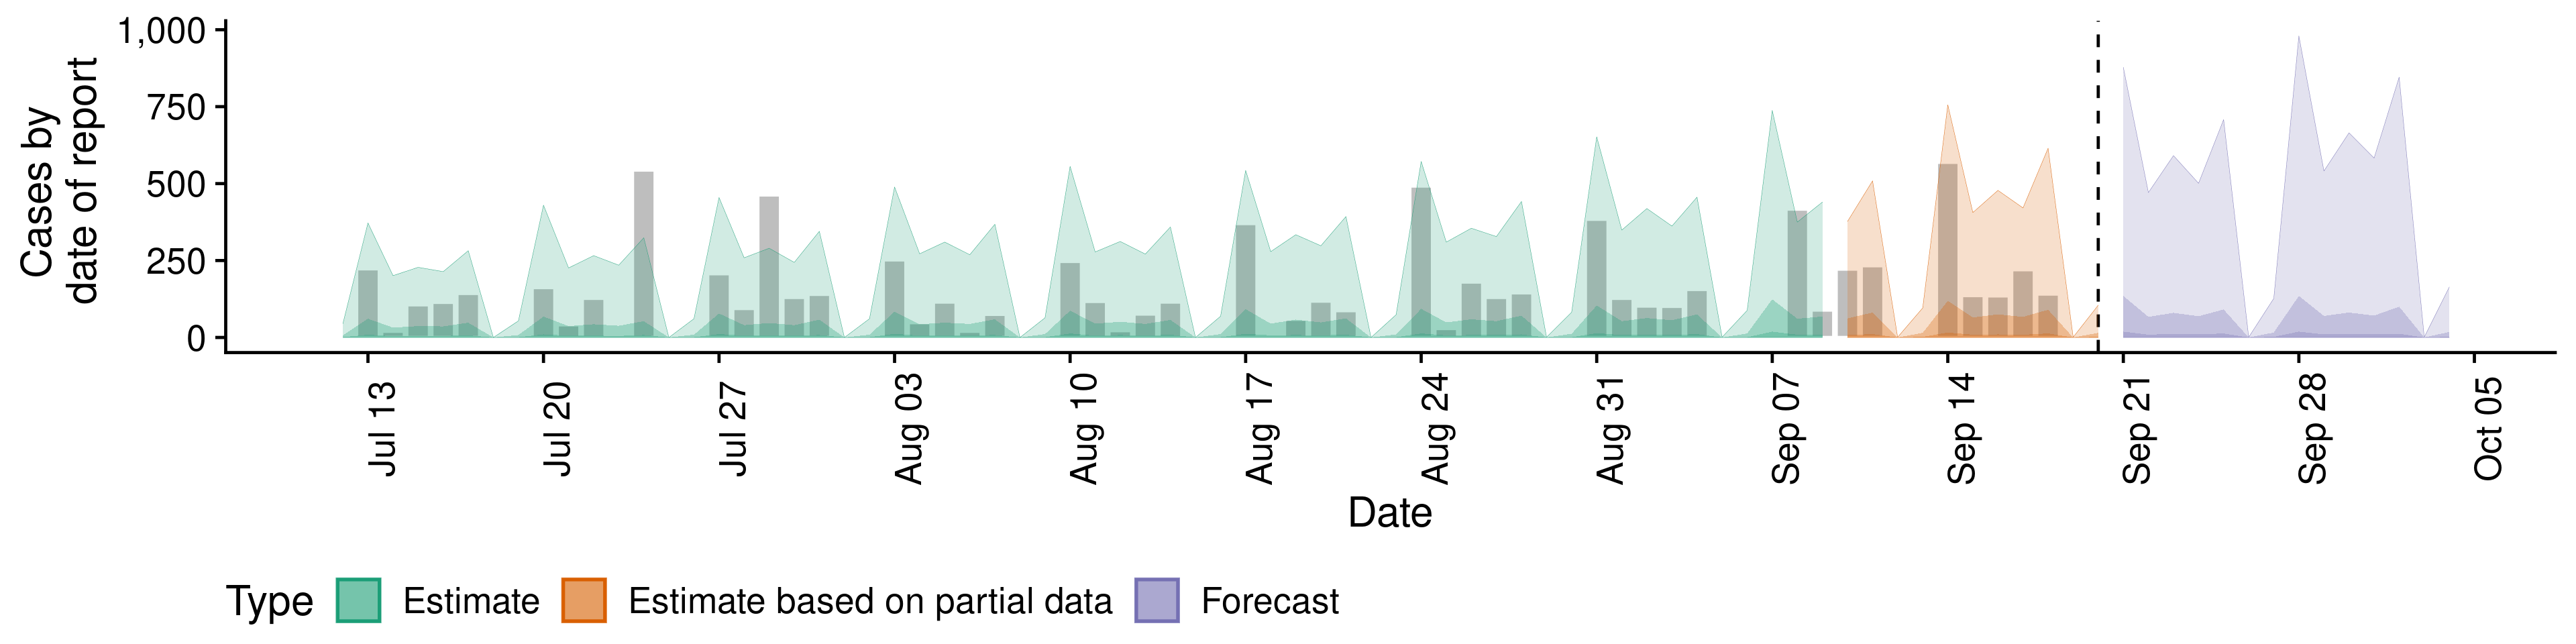 Cases by
date of report
1,000
750
500
250
0
Jul 13
Jul 20
Jul 27
Aug 03
Aug 10
Aug 17
Aug 24
Aug 31
Sep 07
Sep 14
Sep 21
Sep 28
Oct 05
Date
Type
Estimate
Estimate based on partial data
Forecast